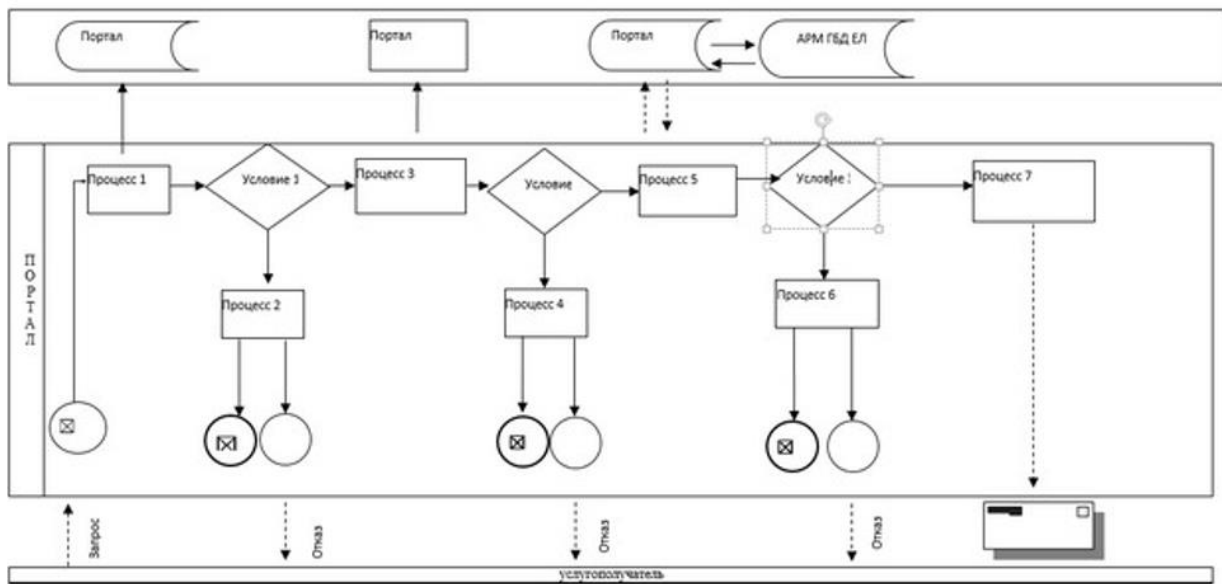 Портал
Портал
Портал
АРМ ГБД ЕЛ
Процесс 1
Условие 1
Процесс 3
Условие
Процесс 5
Условие
Процесс 7
ПОРТАЛ
Процесс 2
Процесс 4
Процесс 6
Запрос
Отказ
Отказ
Отказ
услугополучатель